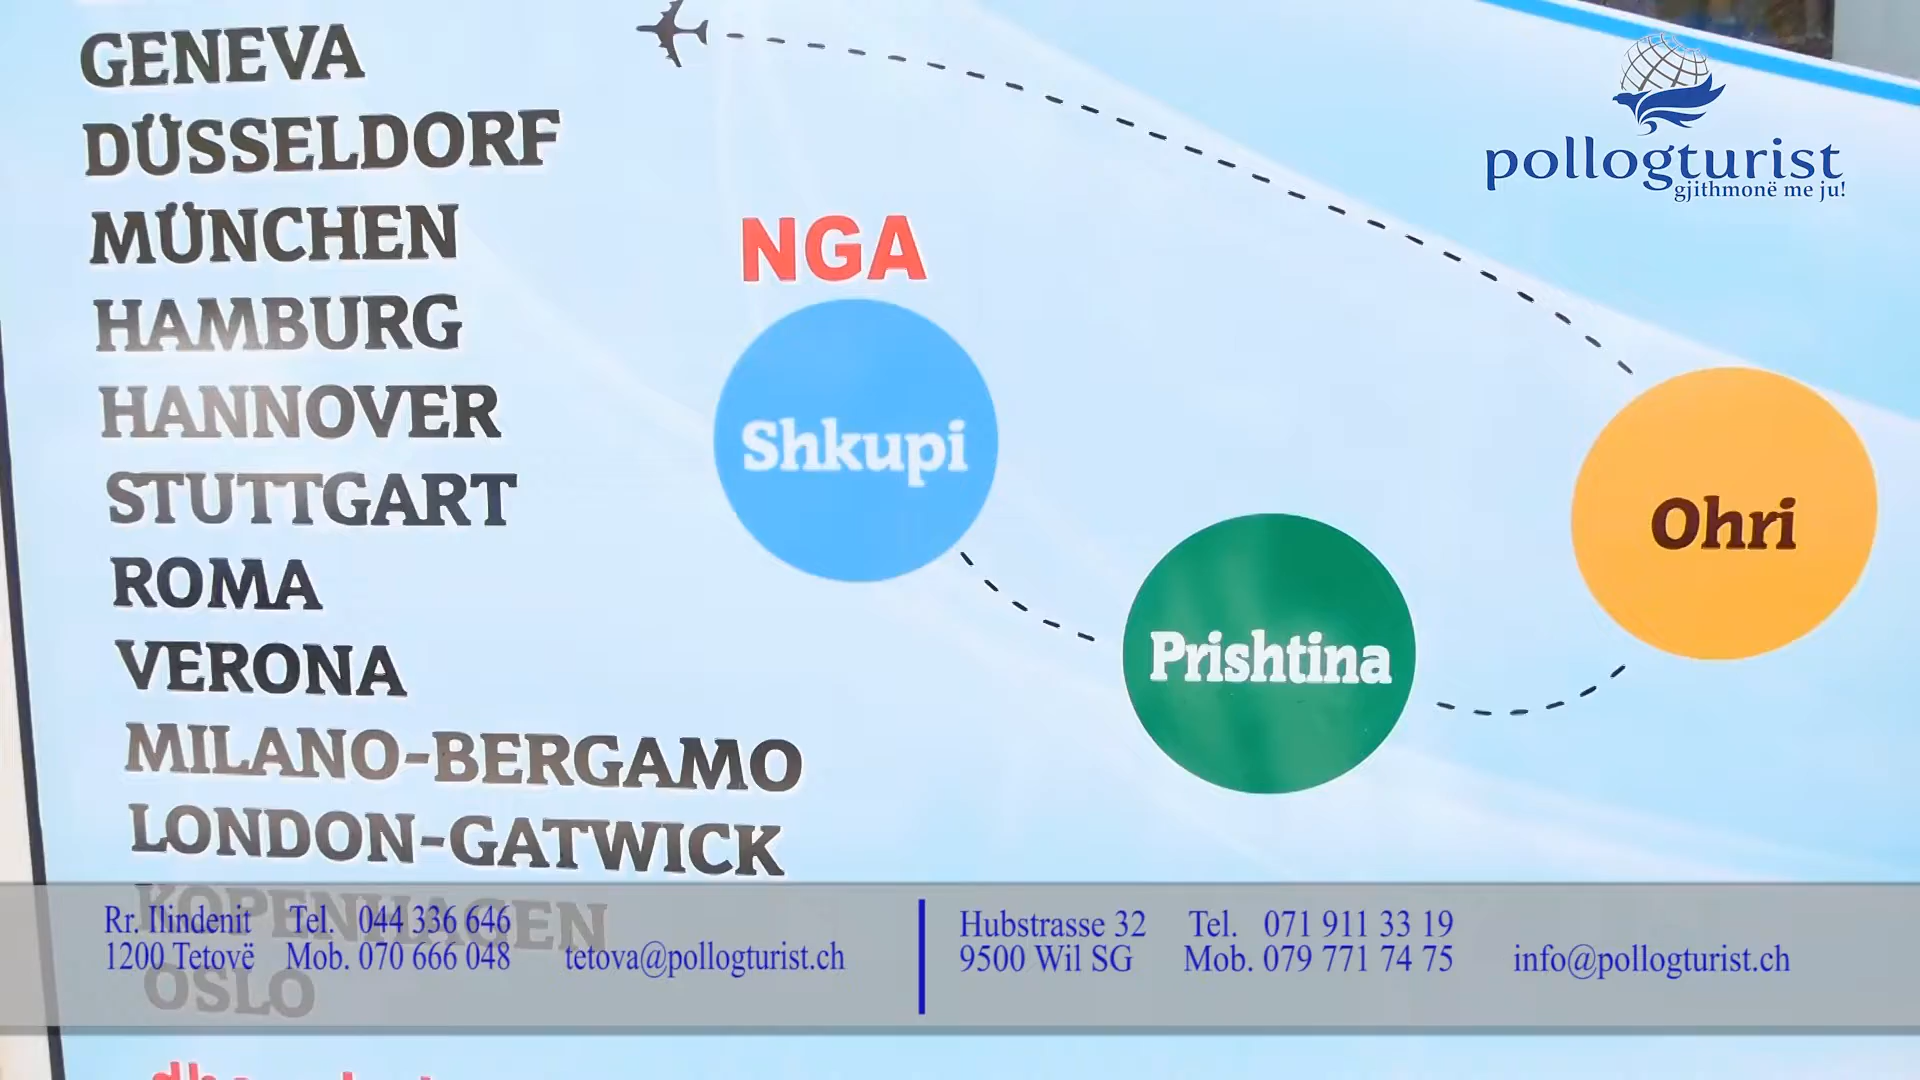 GENEVA
DÜSSELDORF
MÜNCHEN
HAMBURG
HANNOVER
STUTTGART
ROMA
VERONA
MILANO-BERGAMO
LONDON-GATWICK
KOPENHAGEN
OSLO
NGA
Shkupi
Prishtina
Ohri
pollogturist
gjithmonë me ju!
Rr. Ilindenit Tel. 044 336 646
1200 Tetovë Mob. 070 666 048 tetova@pollogturist.ch
Hubstrasse 32 Tel. 071 911 33 19
9500 Wil SG Mob. 079 771 74 75 info@pollogturist.ch